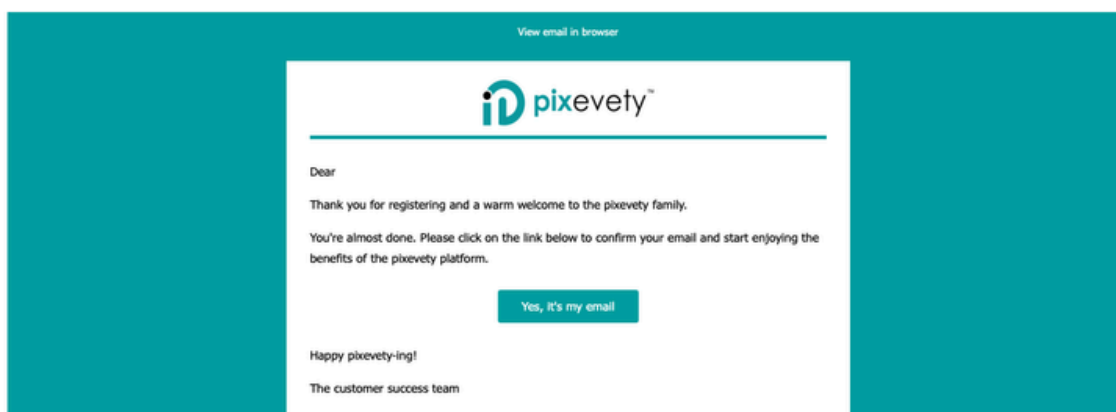 View email in browser
pixevety™
Dear
Thank you for registering and a warm welcome to the pixevety family.
You're almost done. Please click on the link below to confirm your email and start enjoying the
benefits of the pixevety platform.
Yes, it's my email
Happy pixevety-ing!
The customer success team